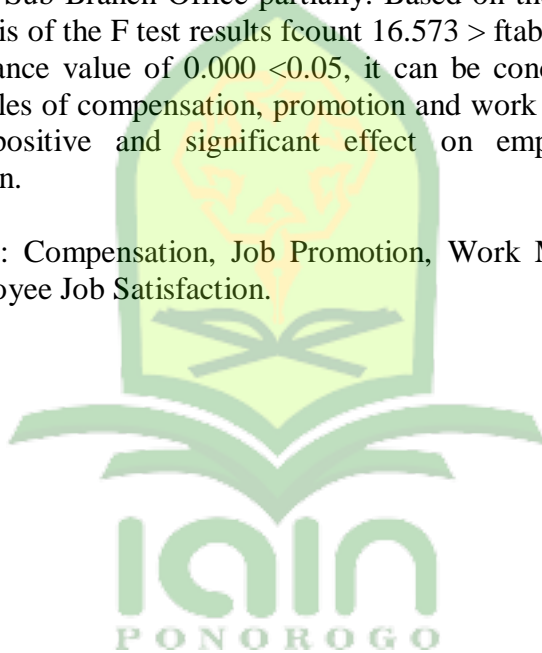 Sub Branch Office partially. Based on the
is of the F test results fcount 16.573 > ftab
ance value of 0.000 <0.05, it can be conc
les of compensation, promotion and work
positive and significant effect on emp
n.
: Compensation, Job Promotion, Work M
oyee Job Satisfaction.
iain
PONOROGO